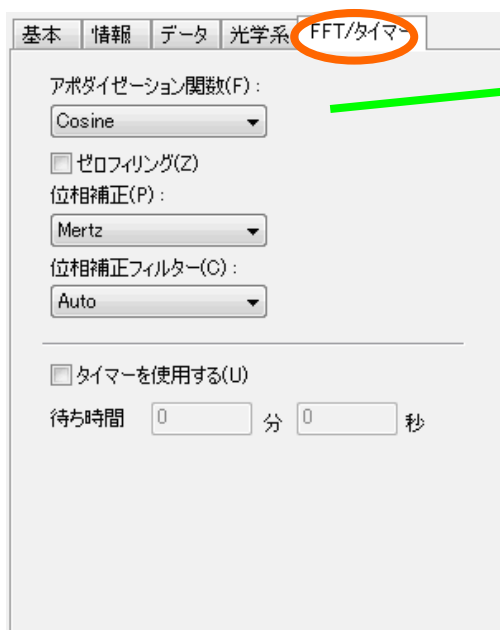 基本 情報 データ 光学系 FFT/タイマー
アポダイゼーション関数(F):
Cosine
ゼロフィリング(Z)
位相補正(P):
Mertz
位相補正フィルター(C):
Auto
タイマーを使用する(U)
待ち時間 0 分 0 秒